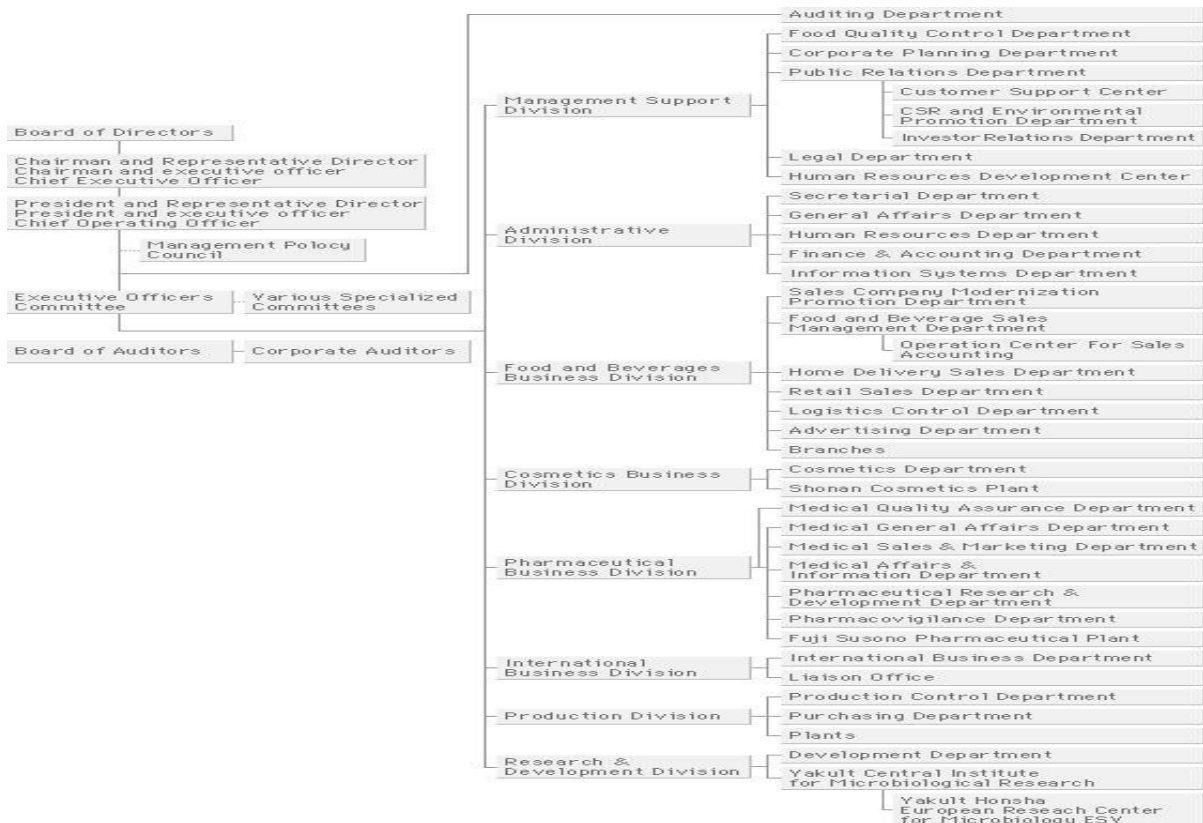 Board of Directors
Chairman and Representative Director
Chairman and executive officer
Chief Executive Officer
President and Representative Director
President and executive officer
Chief Operating Officer
Management Polocy
Council
Executive Officers
Committee
Various Specialized
Committees
Board of Auditors
Corporate Auditors
Auditing Department
Management Support
Division
Food Quality Control Department
Corporate Planning Department
Public Relations Department
Customer Support Center
CSR and Environmental
Promotion Department
InvestorRelations Department
Legal Department
Human Resources Development Center
Administrative
Division
Secretarial Department
General Affairs Department
Human Resources Department
Finance & Accounting Department
Information Systems Department
Food and Beverages
Business Division
Sales Company Modernization
Promotion Department
Food and Beverage Sales
Management Department
Operation Center For Sales
Accounting
Home Delivery Sales Department
Retail Sales Department
Logistics Control Department
Advertising Department
Branches
Cosmetics Business
Division
Cosmetics Department
Shonan Cosmetics Plant
Pharmaceutical
Business Division
Medical Quality Assurance Department
Medical General Affairs Department
Medical Sales & Marketing Department
Medical Affairs &
Information Department
Pharmaceutical Research &
Development Department
Pharmacovigilance Department
Fuji Susono Pharmaceutical Plant
International
Business Division
International Business Department
Liaison Office
Production Division
Production Control Department
Purchasing Department
Plants
Research &
Development Division
Development Department
Yakult Central Institute
for Microbiological Research
Yakult Honsha
European Reseach Center
for Microbiology ESV